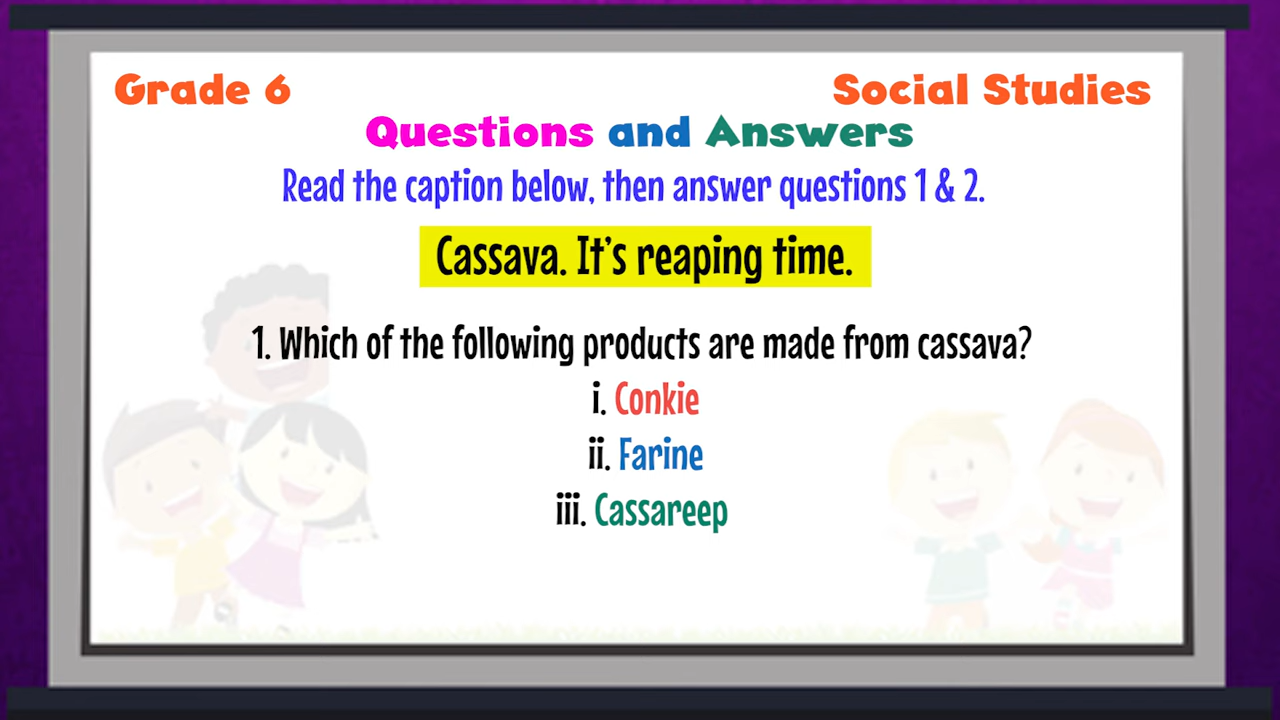 Grade 6
Social Studies
Questions and Answers
Read the caption below, then answer questions 1 & 2.
Cassava. It's reaping time.
1. Which of the following products are made from cassava?
i. Conkie
ii. Farine
iii. Cassareep